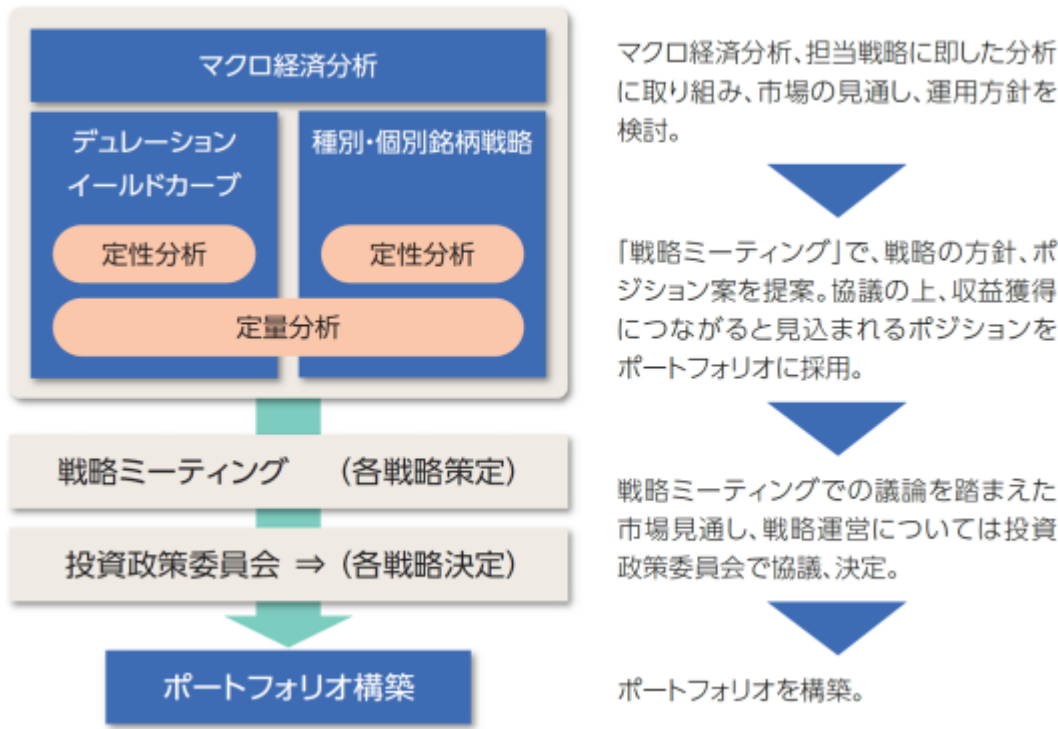 マクロ経済分析
デュレーション
イールドカーブ
種別・個別銘柄戦略
定性分析
定性分析
定量分析
戦略ミーティング （各戦略策定）
投資政策委員会 ⇒（各戦略決定）
ポートフォリオ構築
マクロ経済分析、担当戦略に即した分析
に取り組み、市場の見通し、運用方針を
検討。
「戦略ミーティング」で、戦略の方針、ポ
ジション案を提案。協議の上、収益獲得
につながると見込まれるポジションを
ポートフォリオに採用。
戦略ミーティングでの議論を踏まえた
市場見通し、戦略運営については投資
政策委員会で協議、決定。
ポートフォリオを構築。